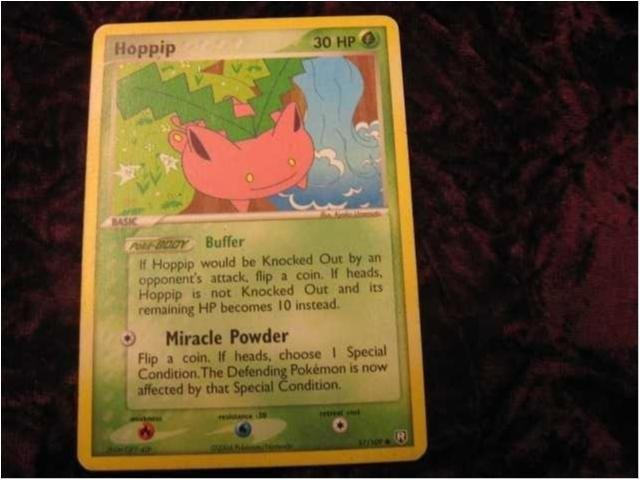 Hoppip
30 HP
BASIC
Poké-BODY Buffer
If Hoppip would be Knocked Out by an
opponent's attack, flip a coin. If heads,
Hoppip is not Knocked Out and its
remaining HP becomes 10 instead.
Miracle Powder
Flip a coin. If heads, choose 1 Special
Condition. The Defending Pokémon is now
affected by that Special Condition.
weakness
resistance -30
retreat cost
57/109
R